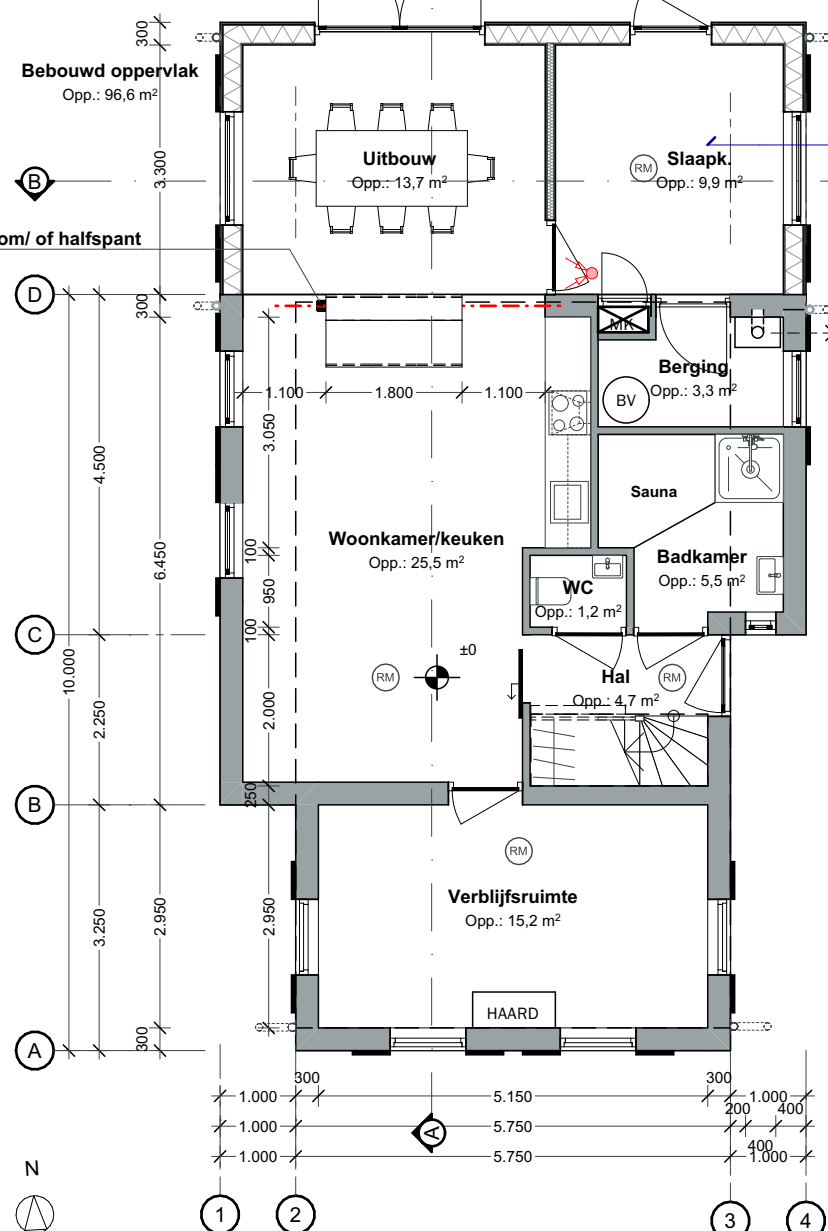 300
Bebouwd oppervlak
Opp.: 96,6 m²
Uitbouw
Opp.: 13,7 m²
RM
Slaapk.
Opp.: 9,9 m²
B
3.300
om/ of halfspant
D
300
MK
Berging
Opp.: 3,3 m²
BV
1.100
1.800
1.100
3.050
4.500
6.450
Sauna
Woonkamer/keuken
Opp.: 25,5 m²
100
950
100
Badkamer
Opp.: 5,5 m²
WC
Opp.: 1,2 m²
C
±0
RM
Hal
Opp.: 4,7 m²
RM
10.000
2.250
2.000
250
B
RM
Verblijfsruimte
Opp.: 15,2 m²
3.250
2.950
2.950
HAARD
A
300
300
300
1.000
5.150
1.000
200
400
1.000
5.750
A
400
1.000
5.750
1.000
N
1
2
3
4